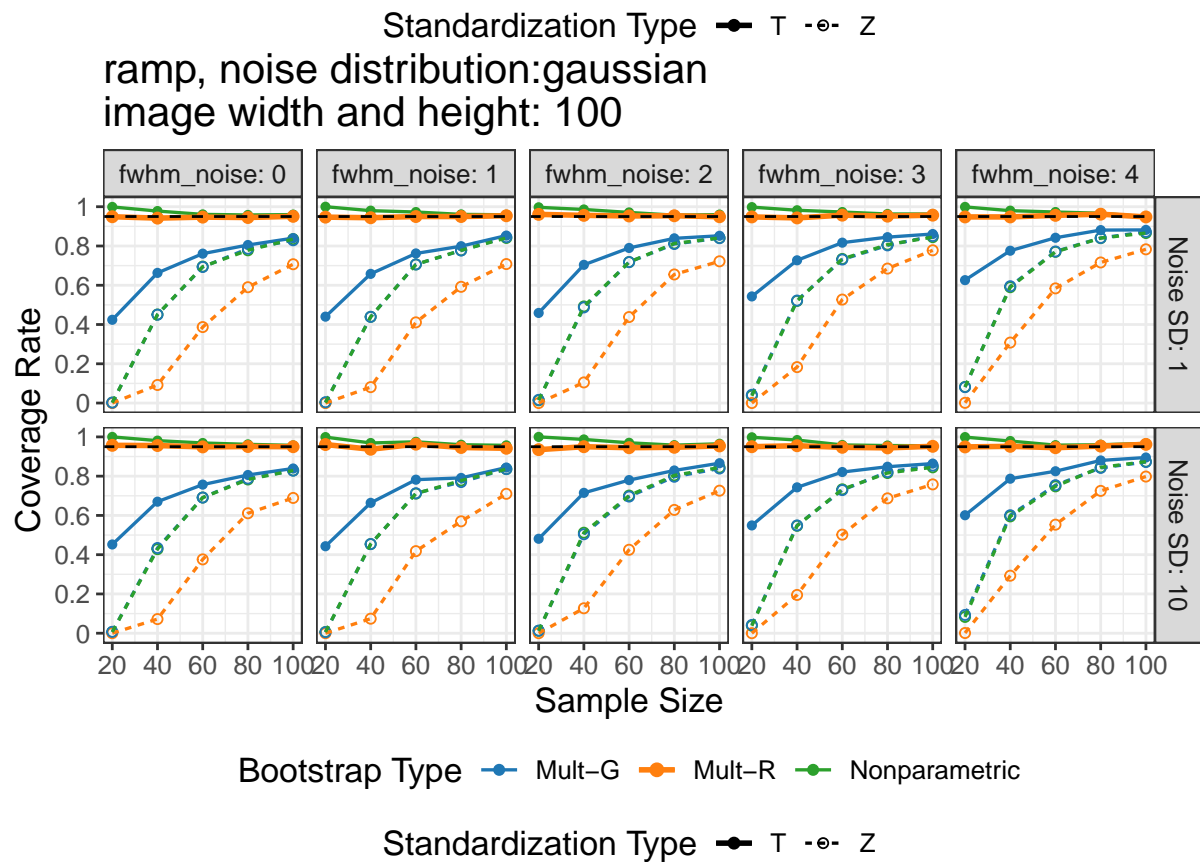 Standardization Type T Z
ramp, noise distribution:gaussian
image width and height: 100
fwhm_noise: 0 fwhm_noise: 1 fwhm_noise: 2 fwhm_noise: 3 fwhm_noise: 4
1
0.8
0.6
0.4
0.2
0
Noise SD: 1
Coverage Rate
1
0.8
0.6
0.4
0.2
0
Noise SD: 10
20 40 60 80 100 20 40 60 80 100 20 40 60 80 100 20 40 60 80 100 20 40 60 80 100
Sample Size
Bootstrap Type Mult−G Mult−R Nonparametric
Standardization Type T Z